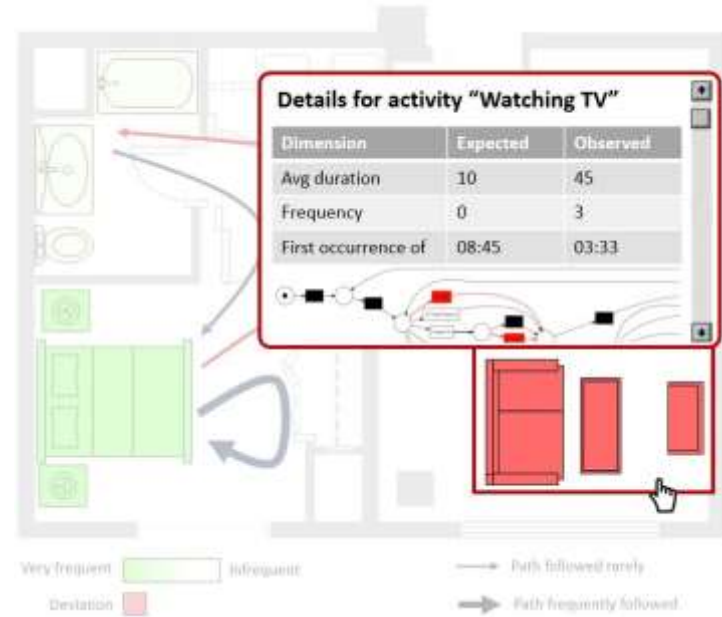 Details for activity “Watching TV”
Dimension Expected Observed
Avg duration 10 45
Frequency 0 3
First occurrence of 08:45 03:33
Very frequent Infrequent
Deviation
Path followed rarely
Path frequently followed